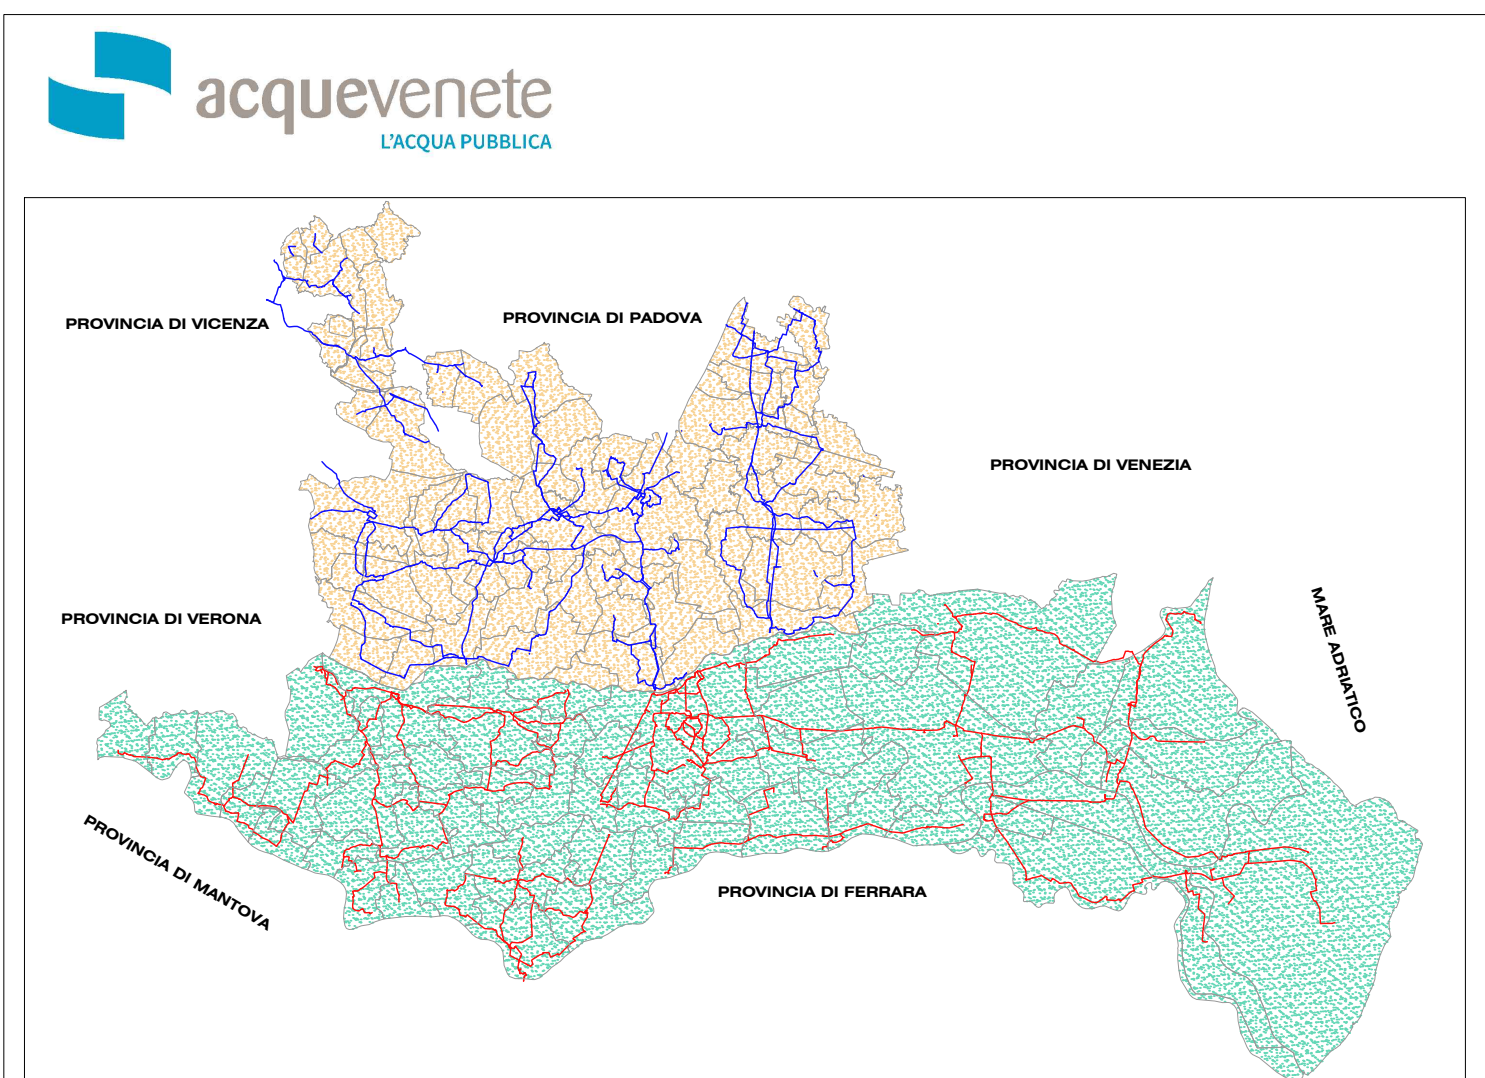 acquevenete
L'ACQUA PUBBLICA
PROVINCIA DI VICENZA
PROVINCIA DI PADOVA
PROVINCIA DI VENEZIA
PROVINCIA DI VERONA
MARE ADRIATICO
PROVINCIA DI MANTOVA
PROVINCIA DI FERRARA